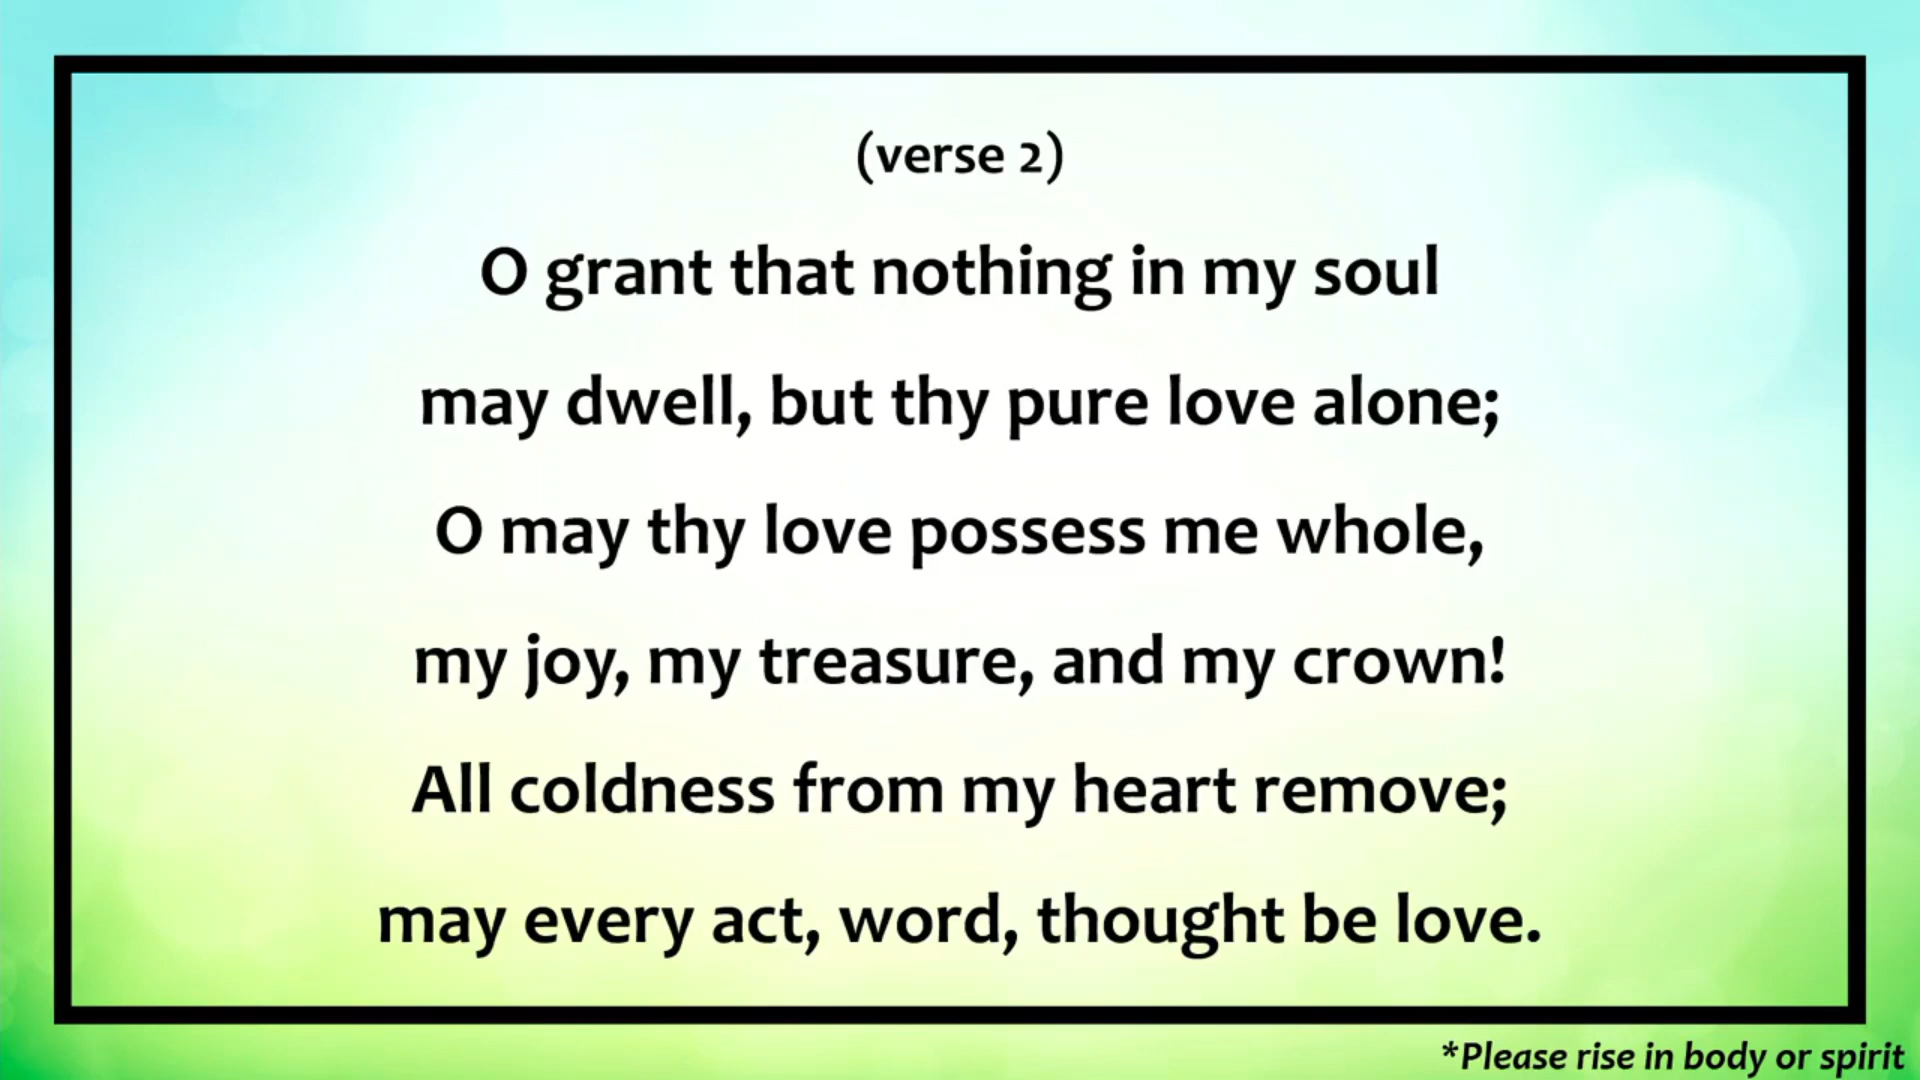 (verse 2)
O grant that nothing in my soul
may dwell, but thy pure love alone;
O may thy love possess me whole,
my joy, my treasure, and my crown!
All coldness from my heart remove;
may every act, word, thought be love.
*Please rise in body or spirit